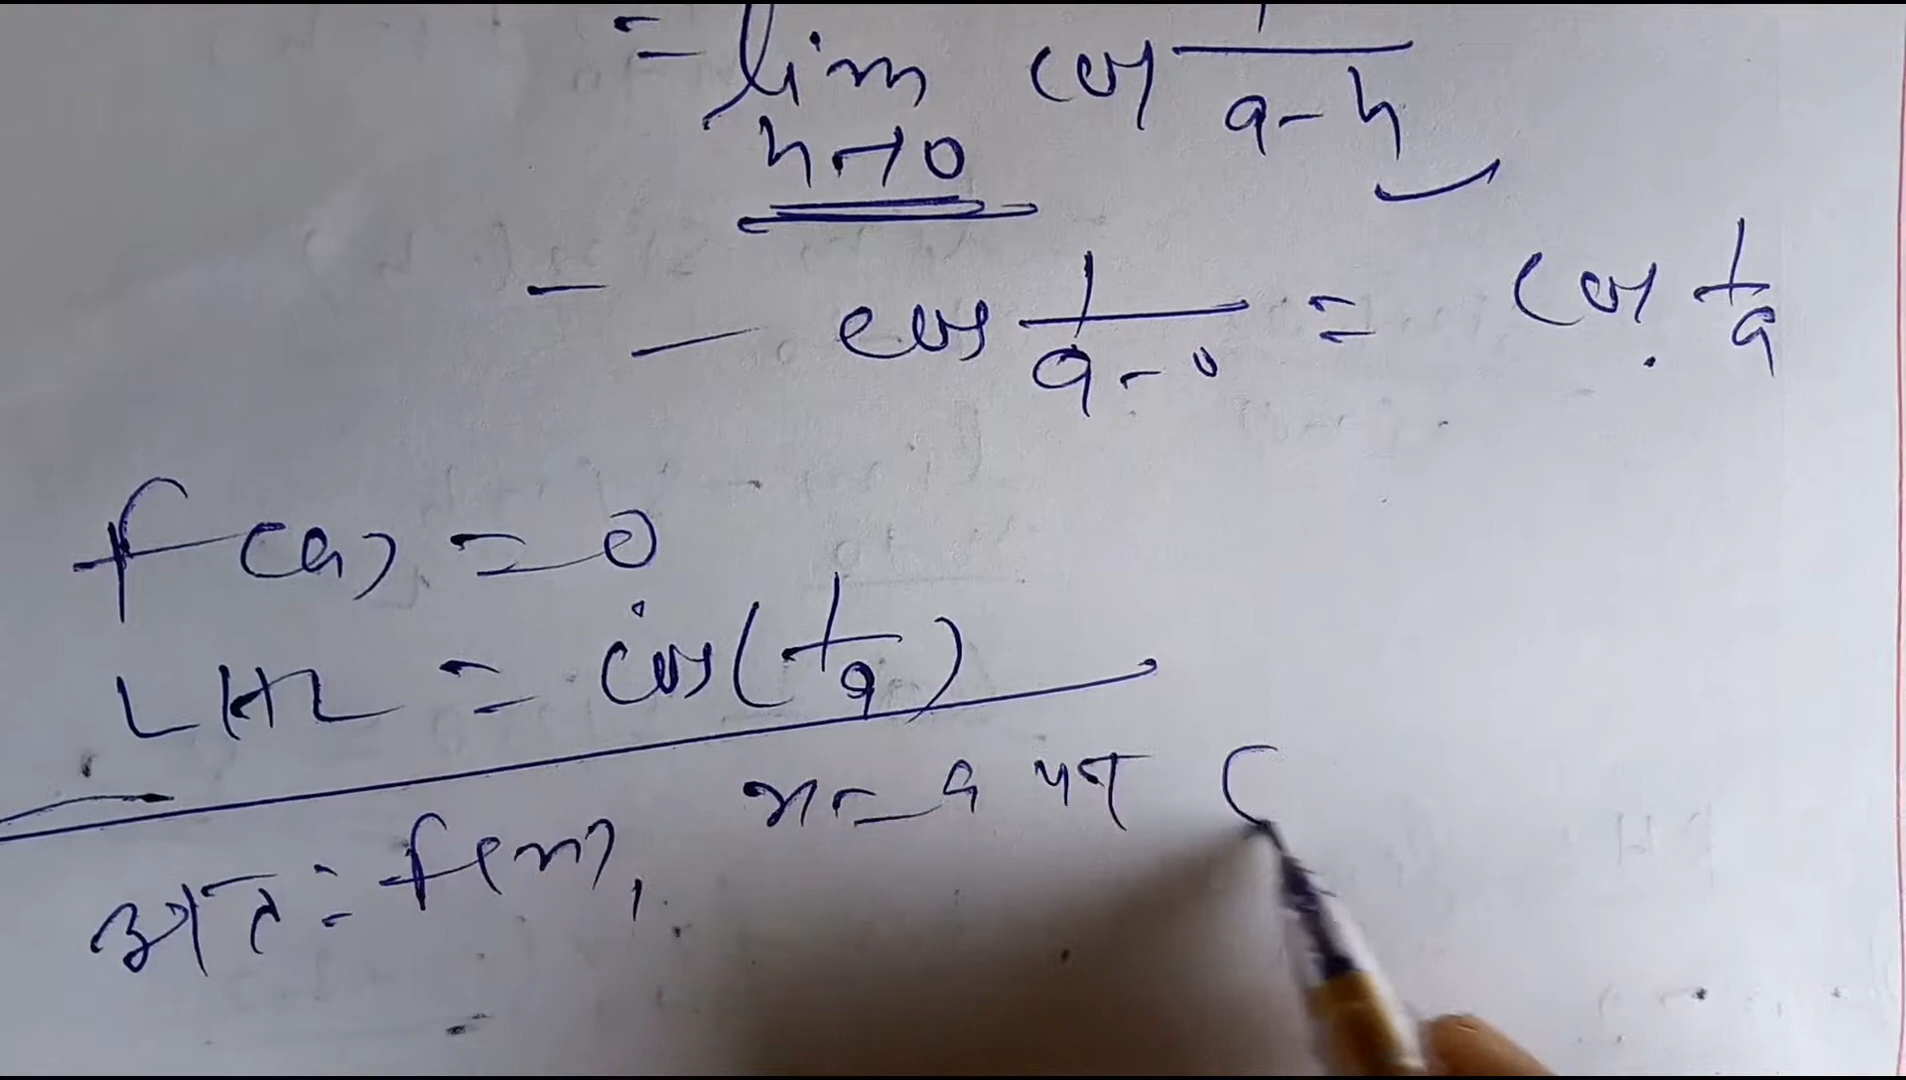 = lim cos 1/(a-h)
h→0
- - cos 1/(a-0) = cos 1/a
f(a) = 0
LHL = cos(1/a)
अतः f(x), x = a पर C